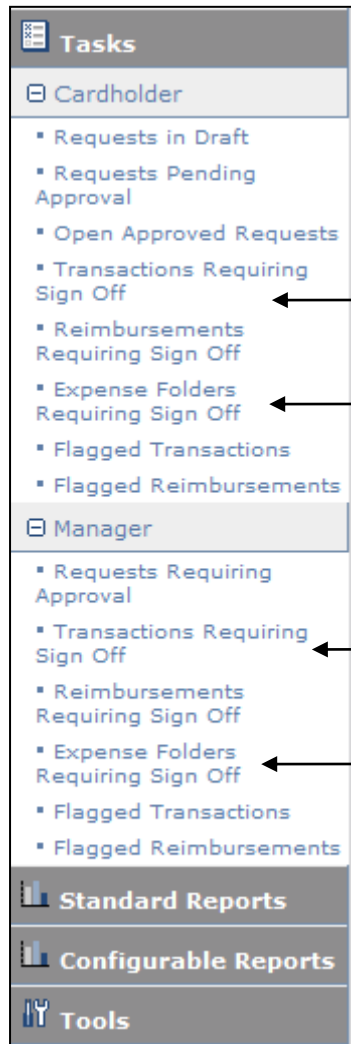 Tasks
Cardholder
Requests in Draft
Requests Pending
Approval
Open Approved Requests
Transactions Requiring
Sign Off
Reimbursements
Requiring Sign Off
Expense Folders
Requiring Sign Off
Flagged Transactions
Flagged Reimbursements
Manager
Requests Requiring
Approval
Transactions Requiring
Sign Off
Reimbursements
Requiring Sign Off
Expense Folders
Requiring Sign Off
Flagged Transactions
Flagged Reimbursements
Standard Reports
Configurable Reports
Tools